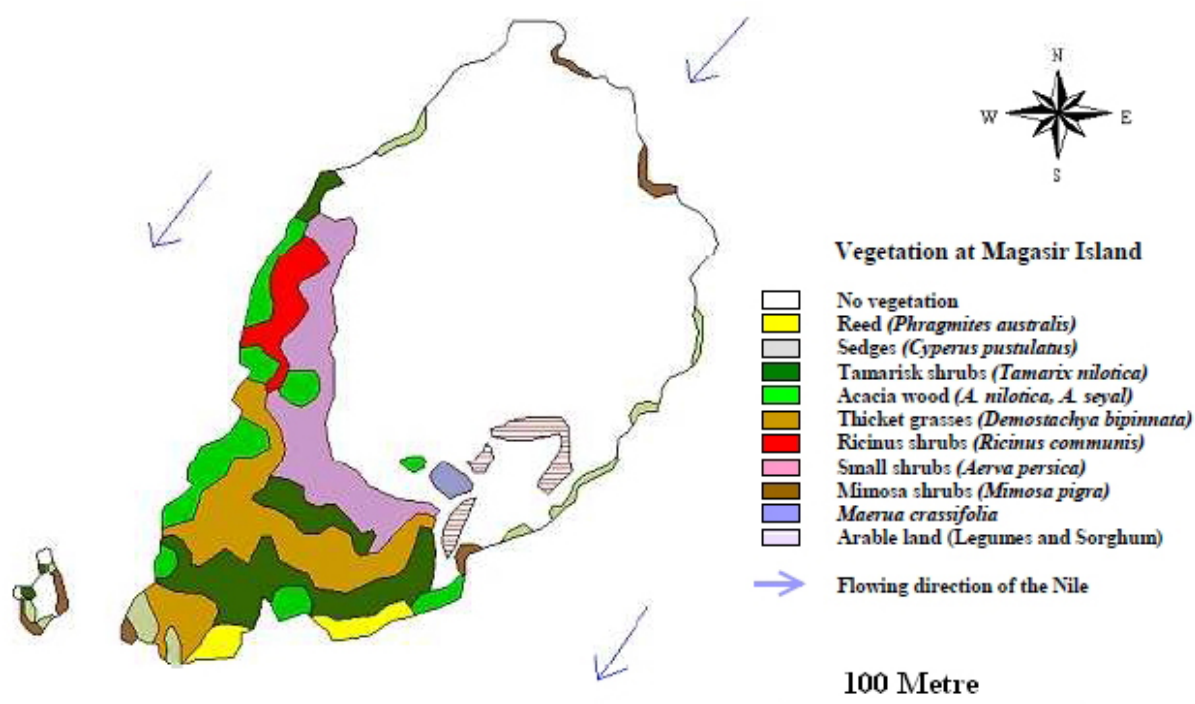 N
W E
S
Vegetation at Magasir Island
No vegetation
Reed (Phragmites australis)
Sedges (Cyperus pustulatus)
Tamarisk shrubs (Tamarix nilotica)
Acacia wood (A. nilotica, A. seyal)
Thicket grasses (Demostachya bipinnata)
Ricinus shrubs (Ricinus communis)
Small shrubs (Aerva persica)
Mimosa shrubs (Mimosa pigra)
Maerua crassifolia
Arable land (Legumes and Sorghum)
Flowing direction of the Nile
100 Metre